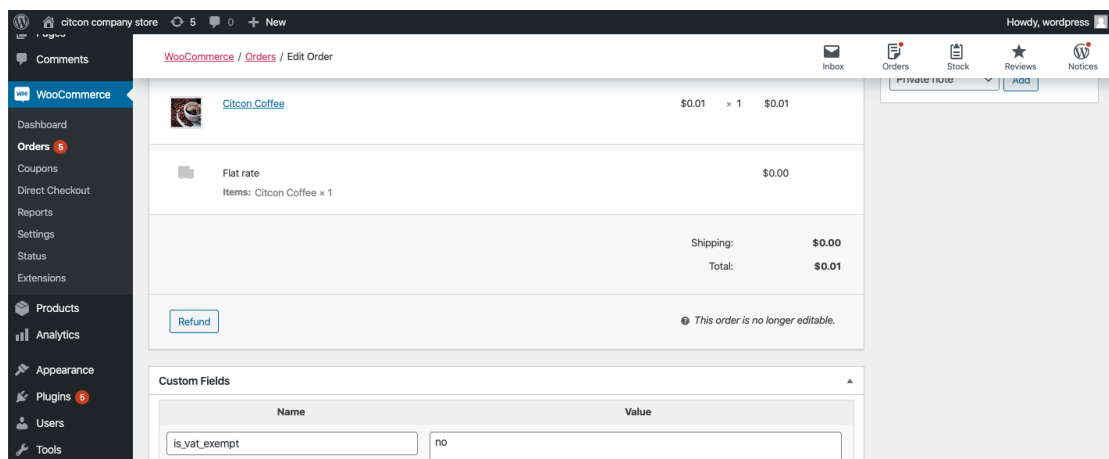 citcon company store 5 0 + New Howdy, wordpress
Pages
Comments
WooCommerce
Dashboard
Orders 5
Coupons
Direct Checkout
Reports
Settings
Status
Extensions
Products
Analytics
Appearance
Plugins 5
Users
Tools
WooCommerce / Orders / Edit Order
Inbox
Orders
Stock
Reviews
Notices
Private note
Add
Citcon Coffee $0.01 × 1 $0.01
Flat rate $0.00
Items: Citcon Coffee × 1
Shipping: $0.00
Total: $0.01
Refund
This order is no longer editable.
Custom Fields
Name Value
is_vat_exempt no